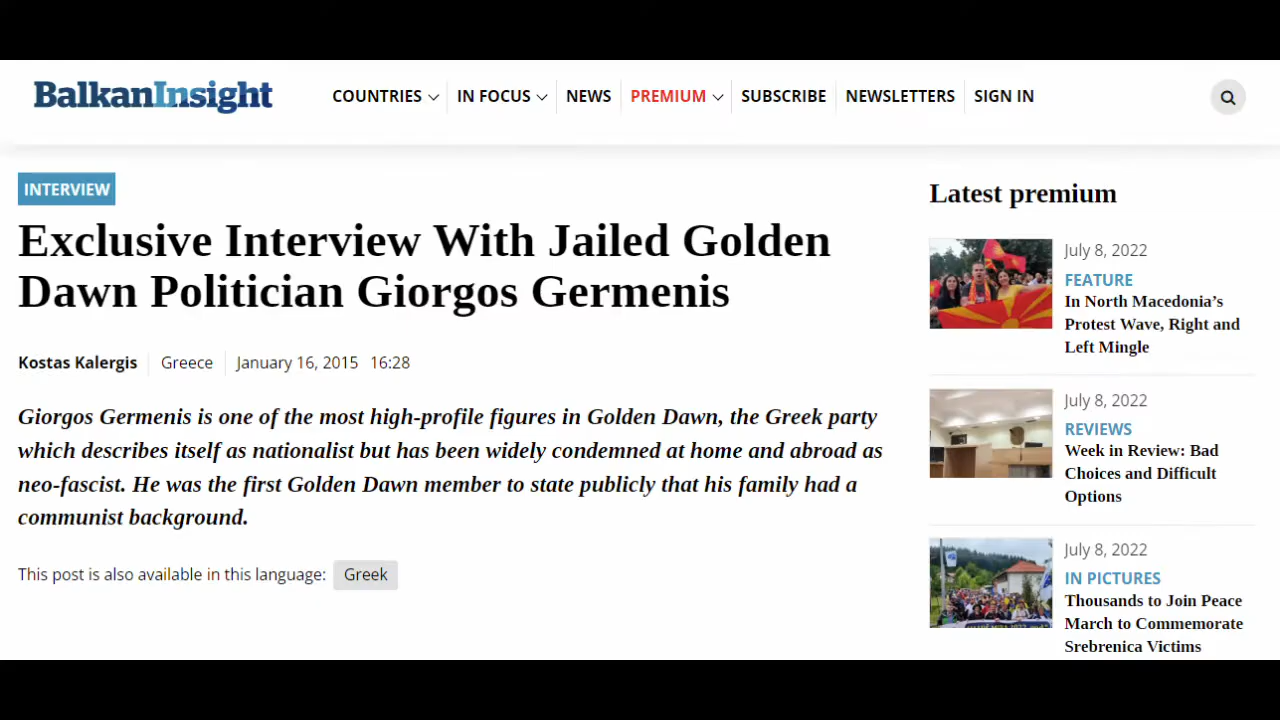 BalkanInsight
COUNTRIES
IN FOCUS
NEWS
PREMIUM
SUBSCRIBE
NEWSLETTERS
SIGN IN
INTERVIEW
Exclusive Interview With Jailed Golden
Dawn Politician Giorgos Germenis
Kostas Kalergis Greece January 16, 2015 16:28
Giorgos Germenis is one of the most high-profile figures in Golden Dawn, the Greek party
which describes itself as nationalist but has been widely condemned at home and abroad as
neo-fascist. He was the first Golden Dawn member to state publicly that his family had a
communist background.
This post is also available in this language: Greek
Latest premium
July 8, 2022
FEATURE
In North Macedonia’s
Protest Wave, Right and
Left Mingle
July 8, 2022
REVIEWS
Week in Review: Bad
Choices and Difficult
Options
July 8, 2022
IN PICTURES
Thousands to Join Peace
March to Commemorate
Srebrenica Victims